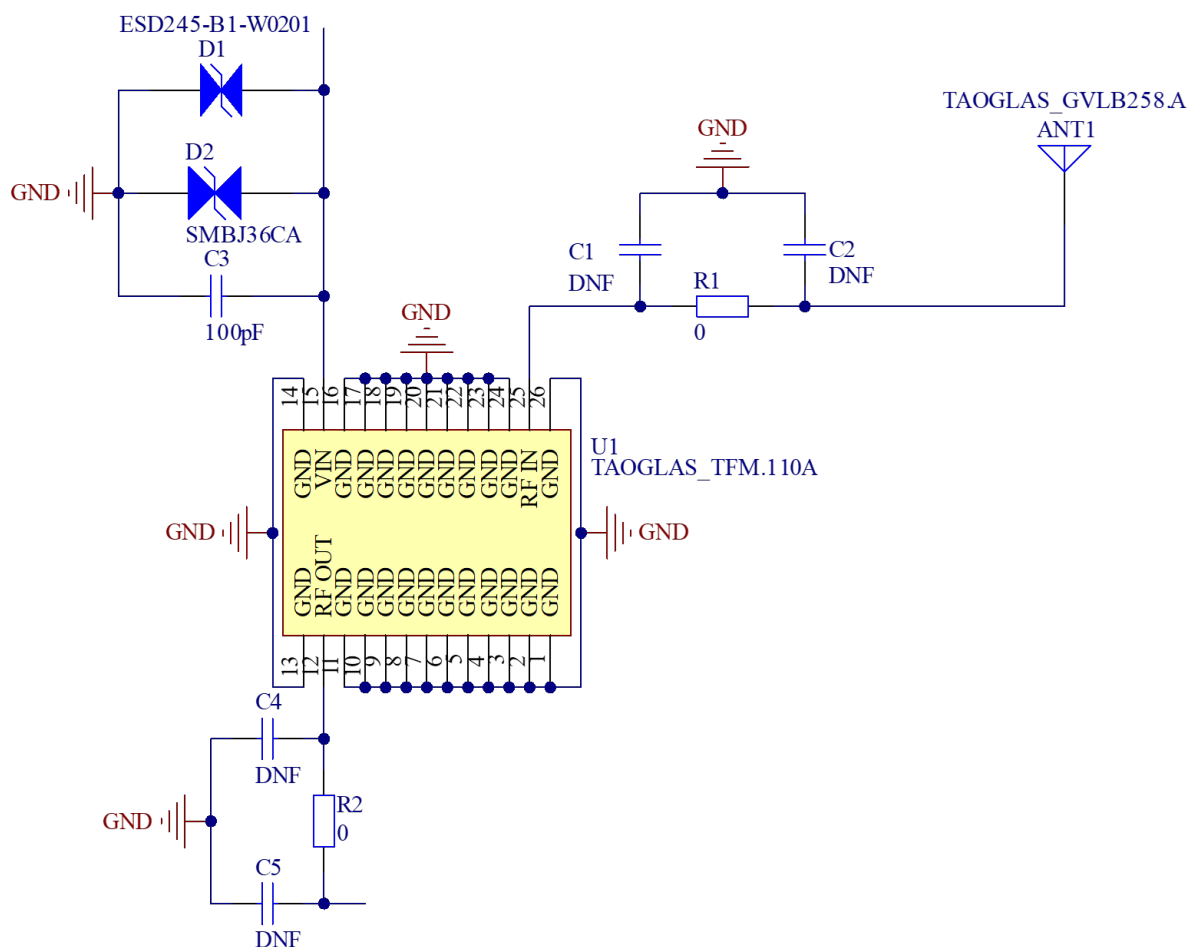 ESD245-B1-W0201
D1
TAOGLAS_GVLB258.A
ANT1
GND
D2
GND
SMBJ36CA
C3
100pF
C1
DNF
C2
DNF
R1
0
GND
14
15
16
17
18
19
20
21
22
23
24
25
26
GND
VIN
GND
GND
GND
GND
GND
GND
GND
GND
GND
RF IN
GND
U1
TAOGLAS_TFM.110A
GND
GND
GND
RF OUT
GND
GND
GND
GND
GND
GND
GND
GND
GND
GND
GND
13
12
11
10
9
8
7
6
5
4
3
2
1
C4
DNF
GND
R2
0
C5
DNF